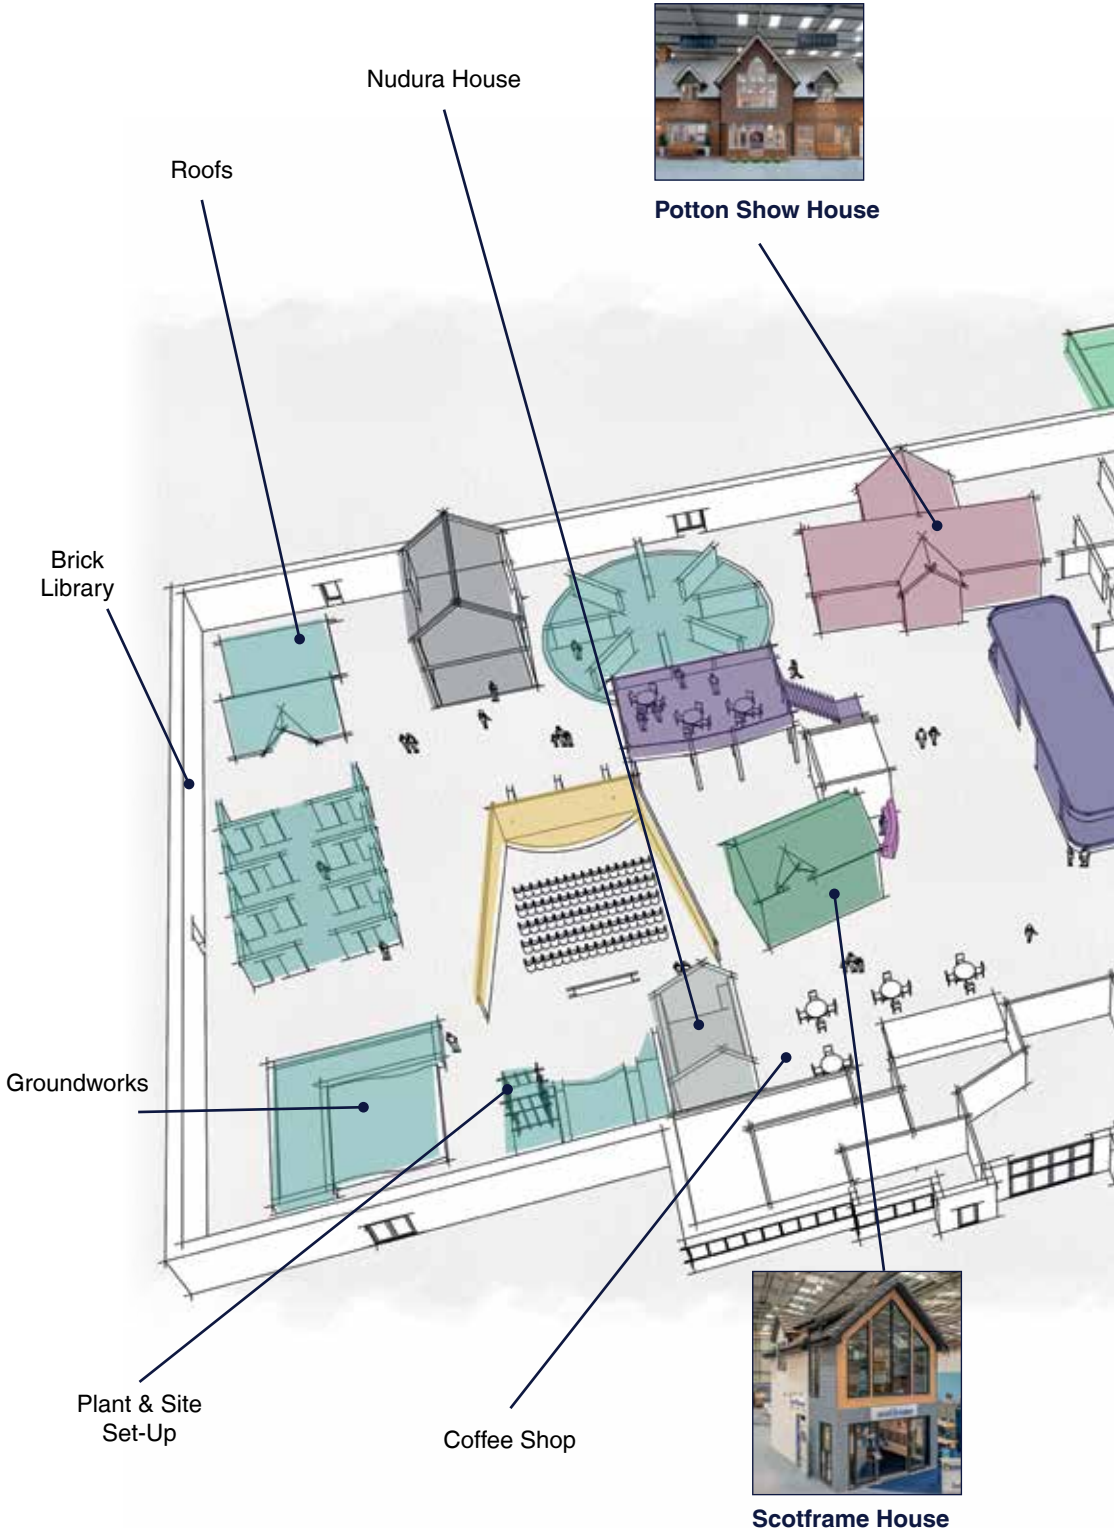 Nudura House
Roofs
Potton Show House
Brick
Library
Groundworks
Plant & Site
Set-Up
Coffee Shop
Scotframe House